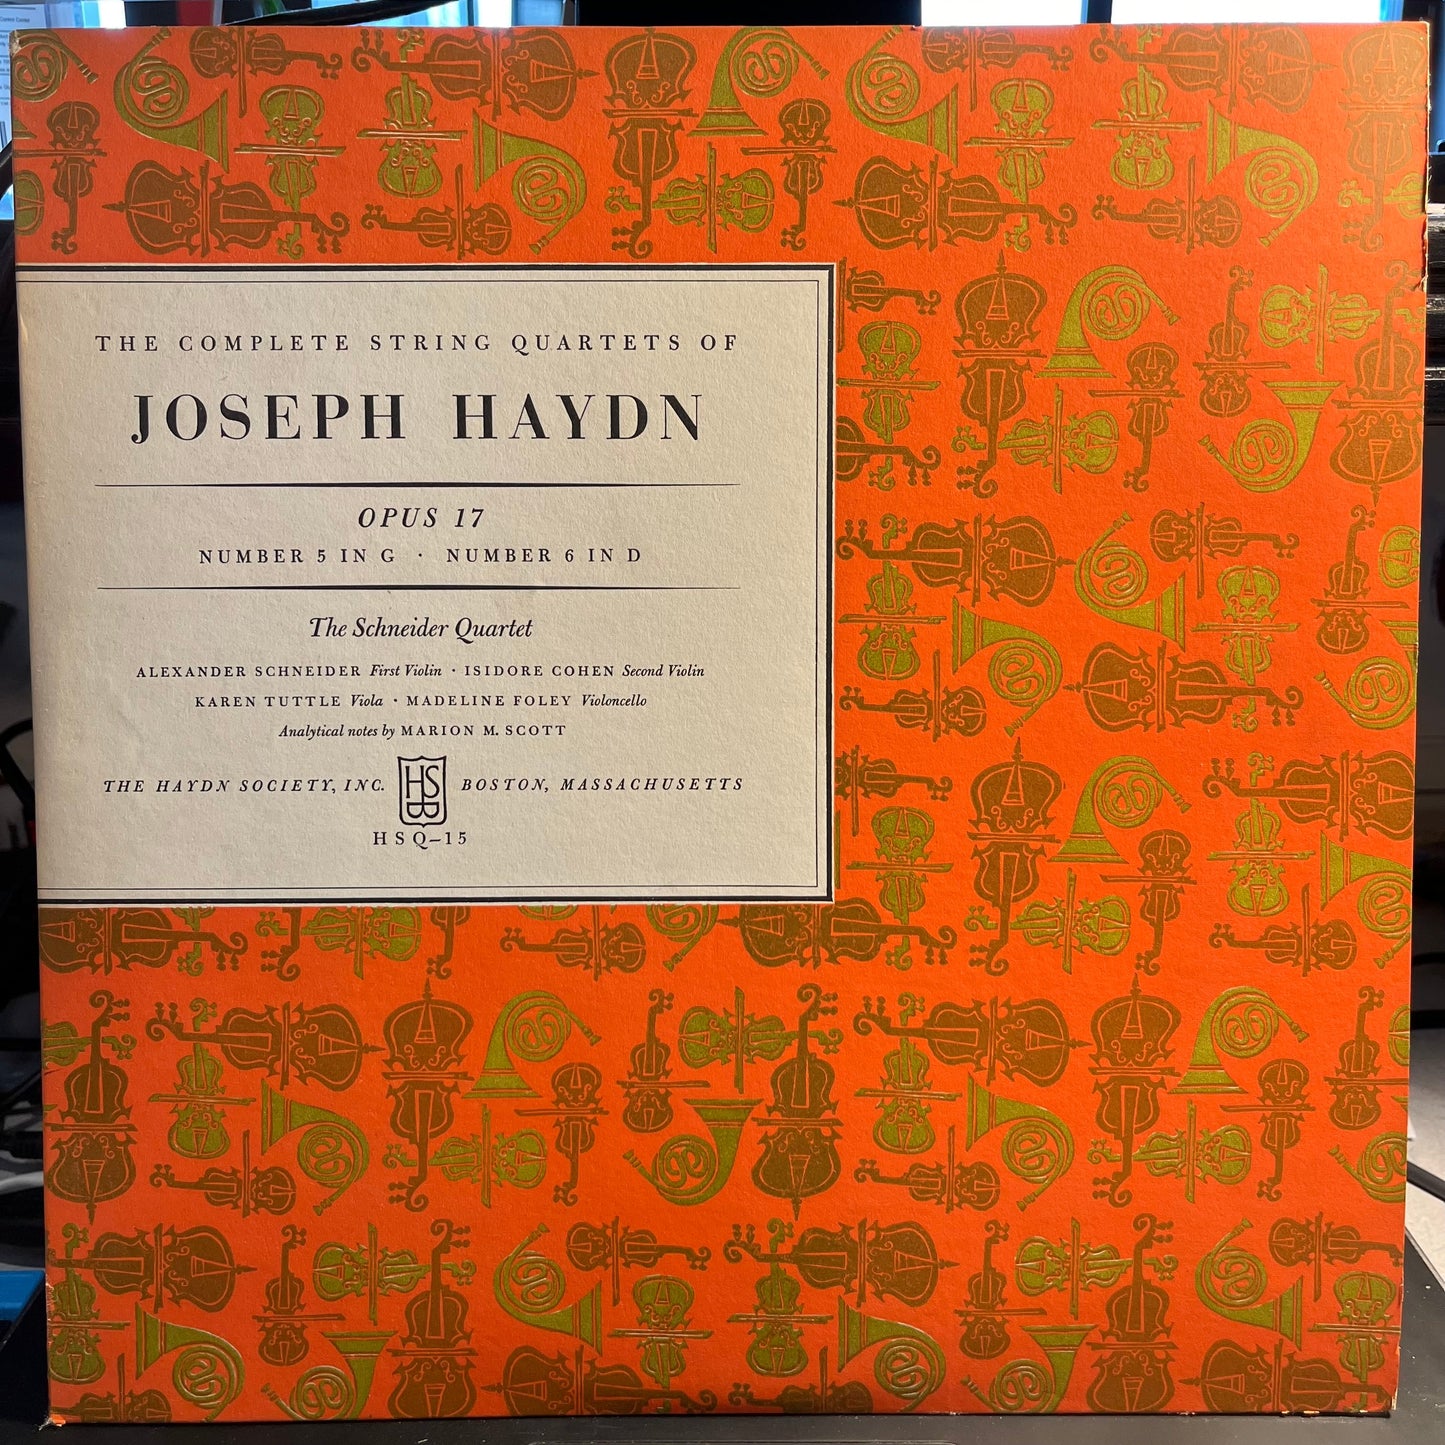 THE COMPLETE STRING QUARTETS OF
JOSEPH HAYDN
OPUS 17
NUMBER 5 IN G · NUMBER 6 IN D
The Schneider Quartet
ALEXANDER SCHNEIDER First Violin · ISIDORE COHEN Second Violin
KAREN TUTTLE Viola · MADELINE FOLEY Violoncello
Analytical notes by MARION M. SCOTT
THE HAYDN SOCIETY, INC. HSB BOSTON, MASSACHUSETTS
HSQ–15